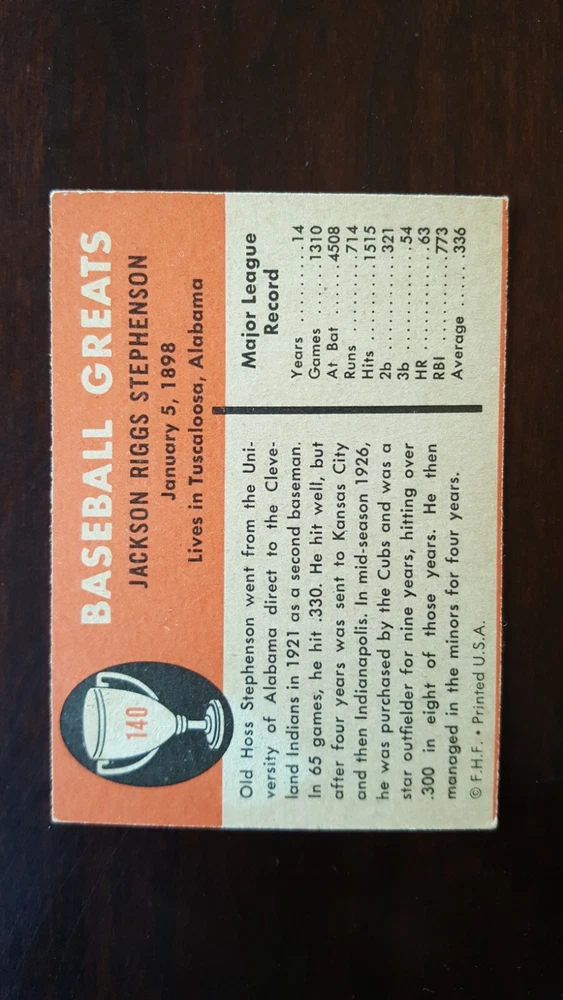 140
BASEBALL GREATS
JACKSON RIGGS STEPHENSON
January 5, 1898
Lives in Tuscaloosa, Alabama
Old Hoss Stephenson went from the Uni-
versity of Alabama direct to the Cleve-
land Indians in 1921 as a second baseman.
In 65 games, he hit .330. He hit well, but
after four years was sent to Kansas City
and then Indianapolis. In mid-season 1926,
he was purchased by the Cubs and was a
star outfielder for nine years, hitting over
.300 in eight of those years. He then
managed in the minors for four years.
© F.H.F. • Printed U.S.A.
Major League
Record
Years ..........14
Games ......1310
At Bat .......4508
Runs .........714
Hits .........1515
2b ............321
3b .............54
HR .............63
RBI ...........773
Average ......336